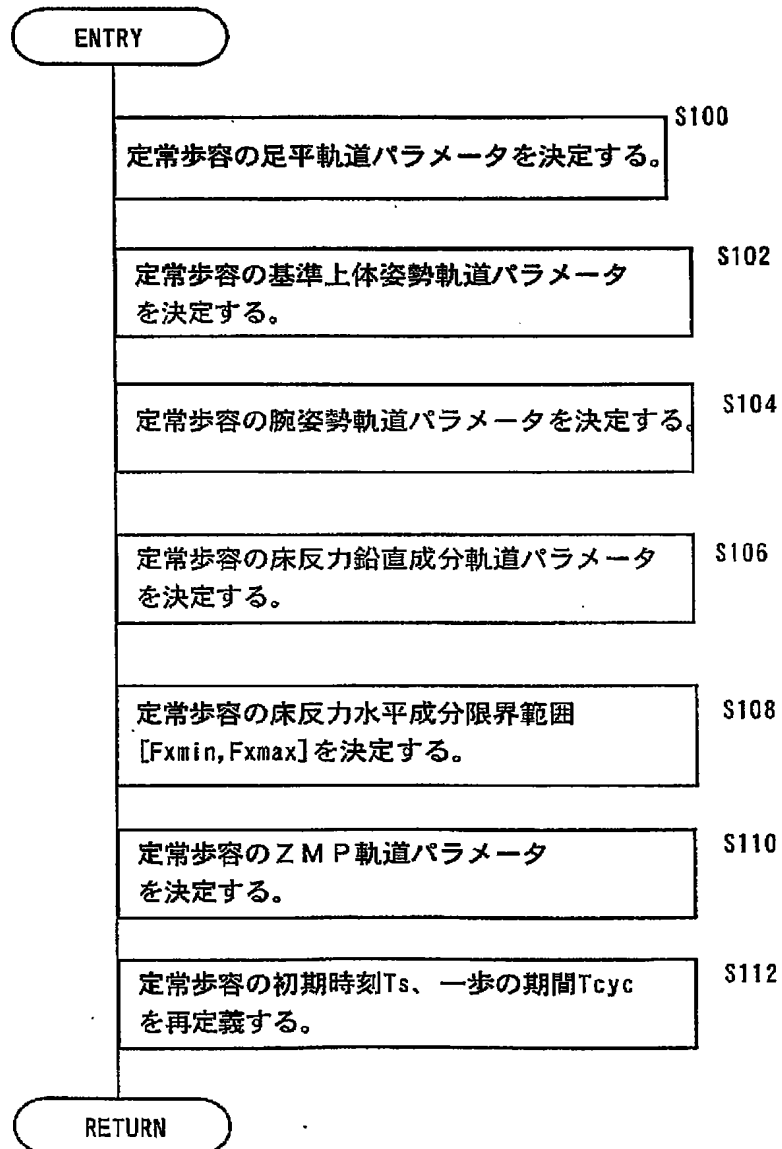 ENTRY
S100
定常歩容の足平軌道パラメータを決定する。
S102
定常歩容の基準上体姿勢軌道パラメータ
を決定する。
S104
定常歩容の腕姿勢軌道パラメータを決定する。
S106
定常歩容の床反力鉛直成分軌道パラメータ
を決定する。
S108
定常歩容の床反力水平成分限界範囲
[Fxmin,Fxmax]を決定する。
S110
定常歩容のＺＭＰ軌道パラメータ
を決定する。
S112
定常歩容の初期時刻Ts、一歩の期間Tcyc
を再定義する。
RETURN